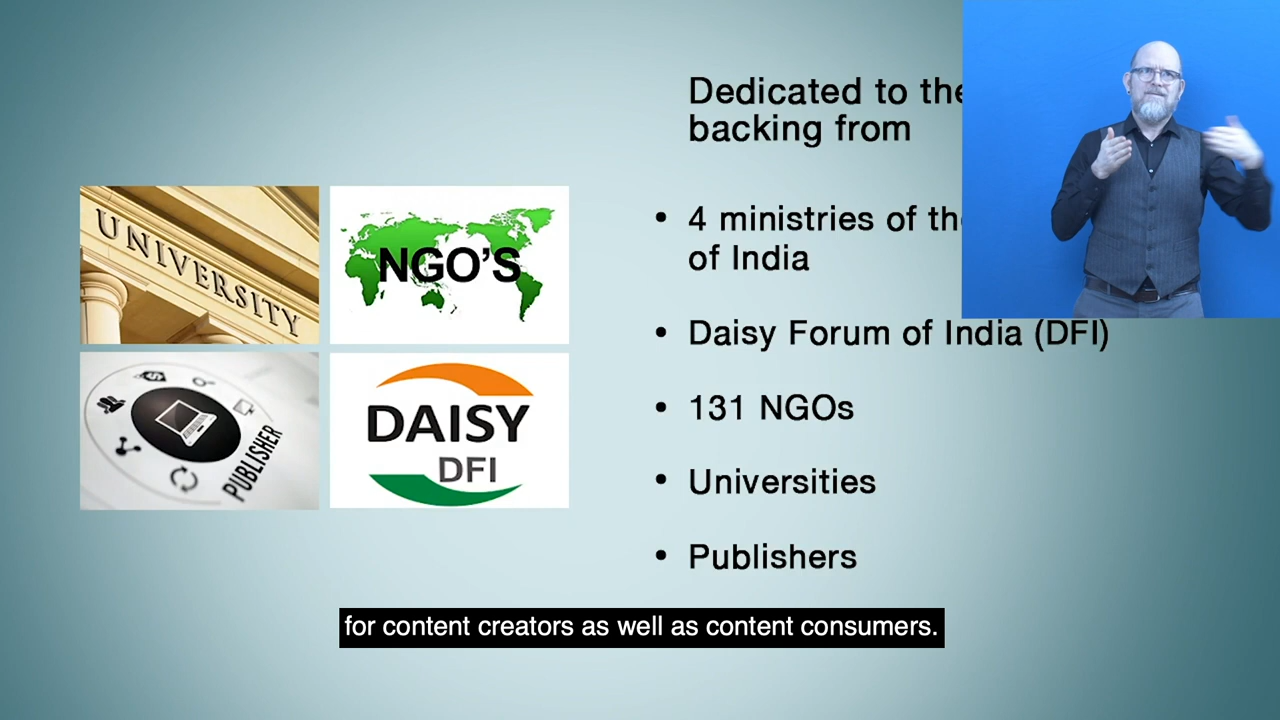 Dedicated to the
backing from
• 4 ministries of th
of India
• Daisy Forum of India (DFI)
• 131 NGOs
• Universities
• Publishers
UNIVERSITY
NGO'S
PUBLISHER
DAISY
DFI
for content creators as well as content consumers.